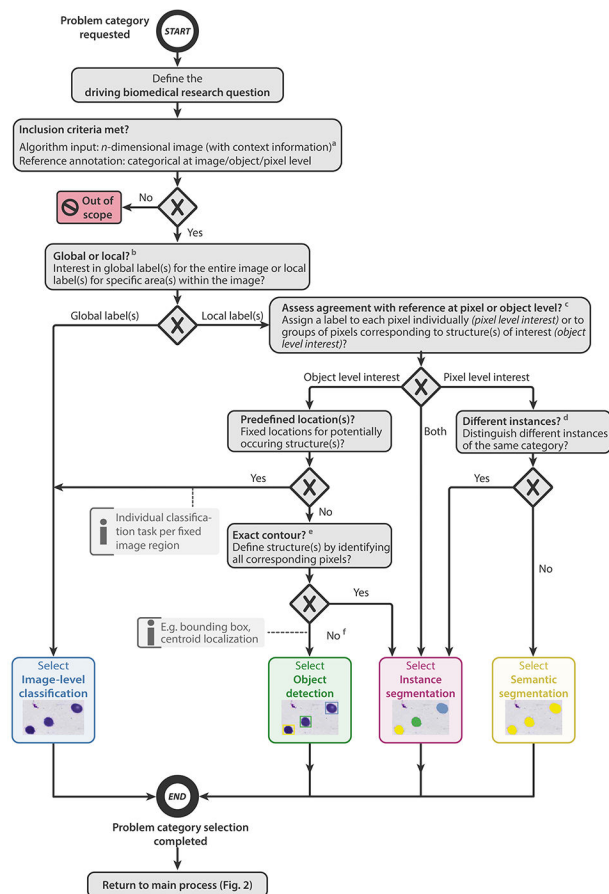 Problem category
requested
START
Define the
driving biomedical research question
Inclusion criteria met?
Algorithm input: n-dimensional image (with context information)ᵃ
Reference annotation: categorical at image/object/pixel level
No
X
Out of
scope
Yes
Global or local? ᵇ
Interest in global label(s) for the entire image or local
label(s) for specific area(s) within the image?
Global label(s)
X
Local label(s)
Assess agreement with reference at pixel or object level? ᶜ
Assign a label to each pixel individually (pixel level interest) or to
groups of pixels corresponding to structure(s) of interest (object
level interest)?
Object level interest
X
Pixel level interest
Both
Predefined location(s)?
Fixed locations for potentially
occuring structure(s)?
Different instances? ᵈ
Distinguish different instances
of the same category?
Yes
X
No
Yes
X
No
Individual classifica-
tion task per fixed
image region
Exact contour? ᵉ
Define structure(s) by identifying
all corresponding pixels?
X
Yes
No ᶠ
E.g. bounding box,
centroid localization
Select
Image-level
classification
Select
Object
detection
Select
Instance
segmentation
Select
Semantic
segmentation
END
Problem category selection
completed
Return to main process (Fig. 2)